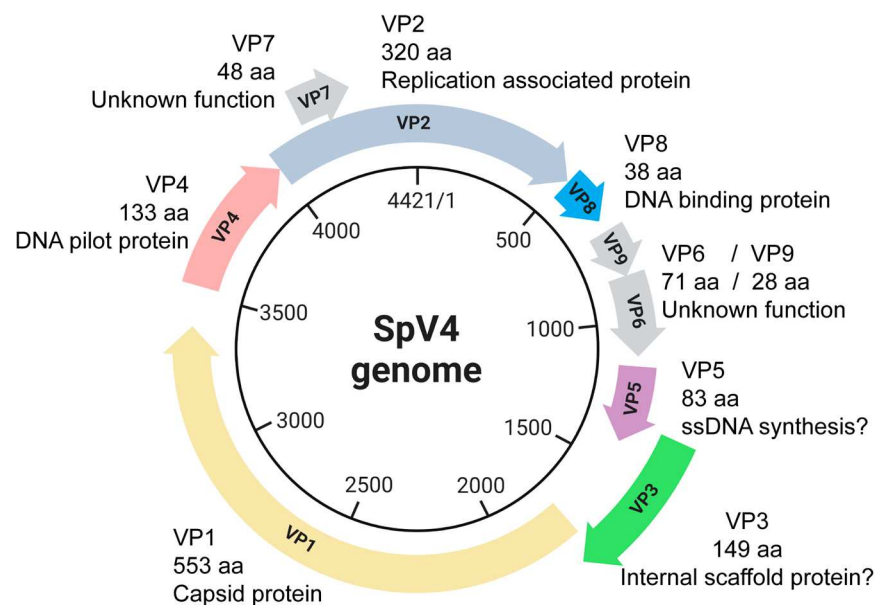 VP7
48 aa
Unknown function
VP7
VP2
320 aa
Replication associated protein
VP2
VP8
38 aa
DNA binding protein
VP8
VP4
133 aa
DNA pilot protein
VP4
4421/1
500
1000
1500
2000
2500
3000
3500
4000
SpV4
genome
VP9
VP6
VP6 / VP9
71 aa / 28 aa
Unknown function
VP5
VP5
83 aa
ssDNA synthesis?
VP3
VP3
149 aa
Internal scaffold protein?
VP1
VP1
553 aa
Capsid protein